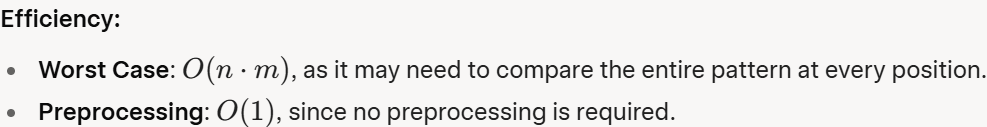 Efficiency:
• Worst Case: O(n · m), as it may need to compare the entire pattern at every position.
• Preprocessing: O(1), since no preprocessing is required.